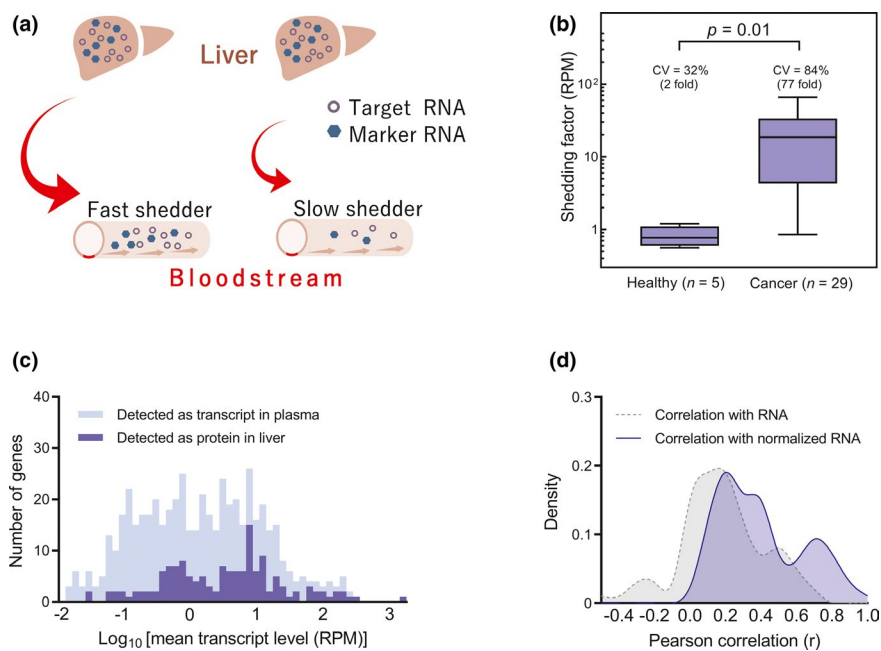 (a)
Liver
Target RNA
Marker RNA
Fast shedder
Slow shedder
Bloodstream
(b)
p = 0.01
CV = 32%
(2 fold)
CV = 84%
(77 fold)
Shedding factor (RPM)
10²
10
1
Healthy (n = 5)
Cancer (n = 29)
(c)
Number of genes
40
30
20
10
0
Detected as transcript in plasma
Detected as protein in liver
-2
-1
0
1
2
3
Log₁₀ [mean transcript level (RPM)]
(d)
Density
0.3
0.2
0.1
0
Correlation with RNA
Correlation with normalized RNA
-0.4
-0.2
0.0
0.2
0.4
0.6
0.8
1.0
Pearson correlation (r)